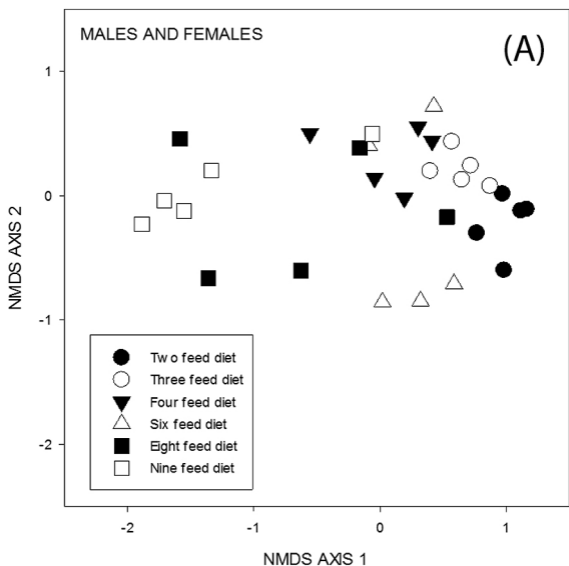 MALES AND FEMALES
(A)
1
0
-1
-2
NMDS AXIS 2
Two feed diet
Three feed diet
Four feed diet
Six feed diet
Eight feed diet
Nine feed diet
-2 -1 0 1
NMDS AXIS 1